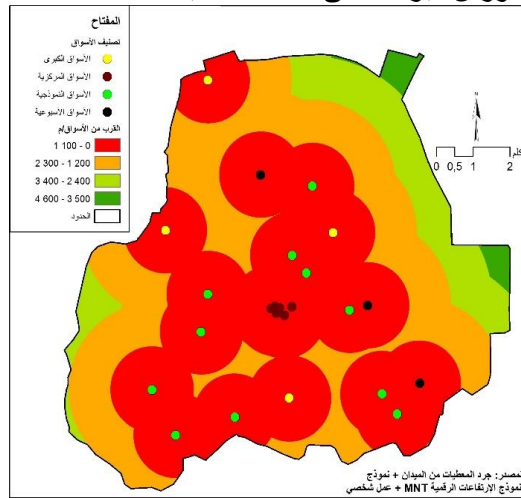 المفتاح
تصنيف الأسواق
الأسواق الكبرى
الأسواق المركزية
الأسواق النموذجية
الأسواق الاسبوعية
القرب من الأسواق/م
1 100 - 0
2 300 - 1 200
3 400 - 2 400
4 600 - 3 500
الحدود
N
كلم
0 0,5 1 2
المصدر: جرد المعطيات من الميدان + نموذج
نموذج الارتفاعات الرقمية MNT + عمل شخصي